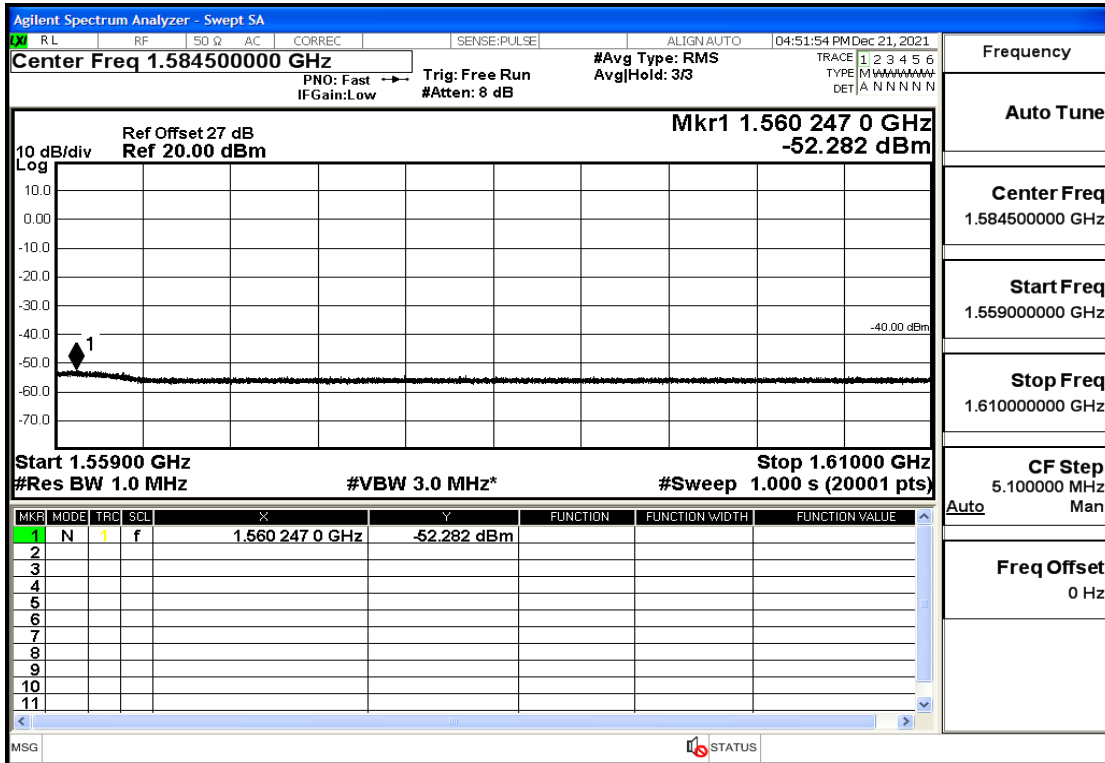 Agilent Spectrum Analyzer - Swept SA
LXI RL RF 50 Ω AC CORREC SENSE:PULSE ALIGN AUTO 04:51:54 PM Dec 21, 2021
Center Freq 1.584500000 GHz
PNO: Fast
IFGain:Low
Trig: Free Run
#Atten: 8 dB
#Avg Type: RMS
Avg|Hold: 3/3
TRACE 1 2 3 4 5 6
TYPE M WWWWW
DET A N N N N N
Ref Offset 27 dB
10 dB/div Ref 20.00 dBm
Log
Mkr1 1.560 247 0 GHz
-52.282 dBm
10.0
0.00
-10.0
-20.0
-30.0
-40.0
-50.0
-60.0
-70.0
-40.00 dBm
1
Start 1.55900 GHz Stop 1.61000 GHz
#Res BW 1.0 MHz #VBW 3.0 MHz* #Sweep 1.000 s (20001 pts)
MKR MODE TRC SCL X Y FUNCTION FUNCTION WIDTH FUNCTION VALUE
1 N 1 f 1.560 247 0 GHz -52.282 dBm
2
3
4
5
6
7
8
9
10
11
MSG STATUS
Frequency
Auto Tune
Center Freq
1.584500000 GHz
Start Freq
1.559000000 GHz
Stop Freq
1.610000000 GHz
CF Step
5.100000 MHz
Auto Man
Freq Offset
0 Hz